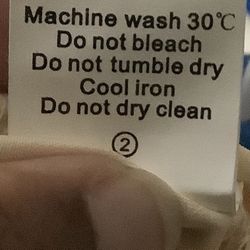 Machine wash 30℃
Do not bleach
Do not tumble dry
Cool iron
Do not dry clean
②